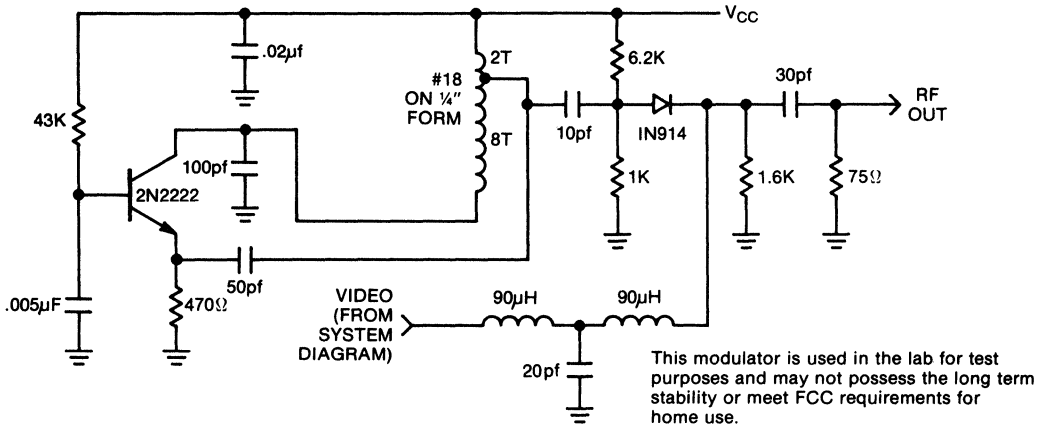 VCC
.02µf
2T
6.2K
#18
ON ¼"
FORM
30pf
RF
OUT
43K
10pf
IN914
8T
100pf
2N2222
1K
1.6K
75Ω
50pf
.005µF
470Ω
VIDEO
(FROM
SYSTEM
DIAGRAM)
90µH
90µH
20pf
This modulator is used in the lab for test
purposes and may not possess the long term
stability or meet FCC requirements for
home use.